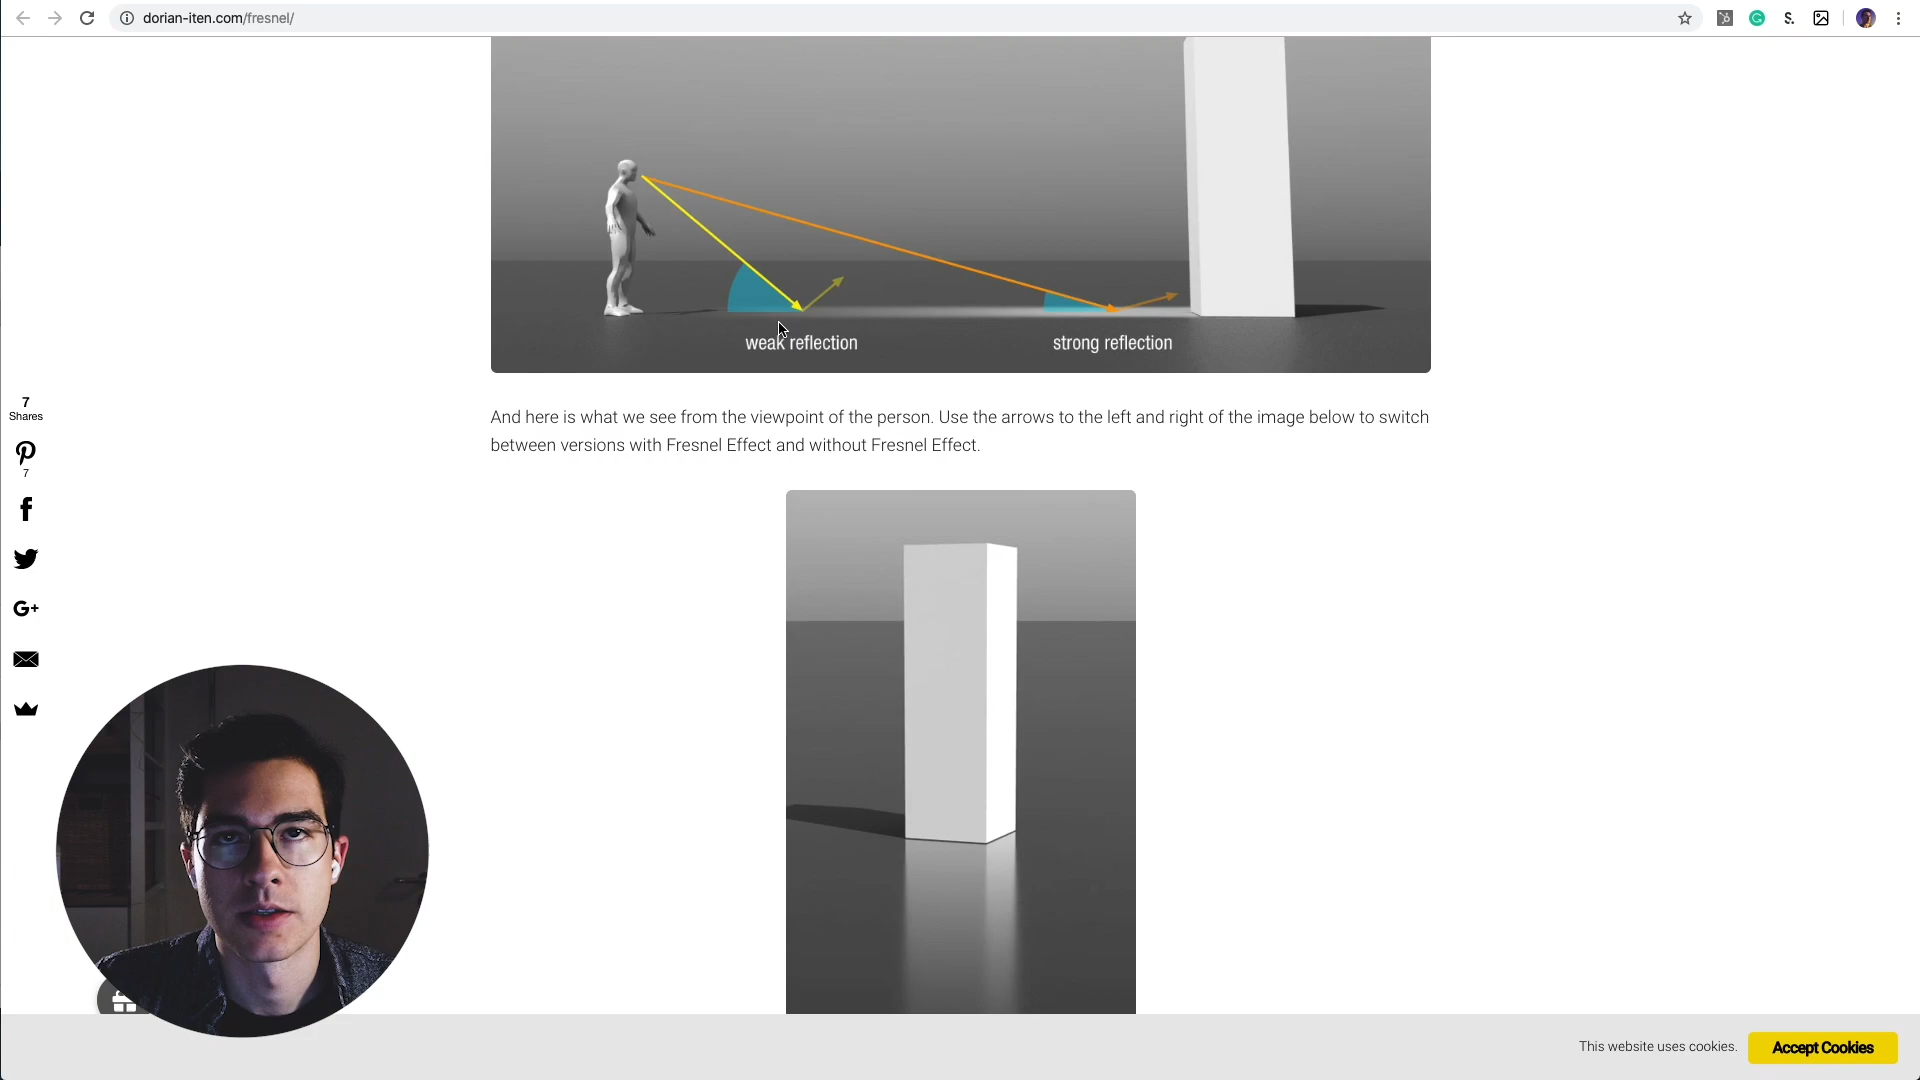 dorian-iten.com/fresnel/
S.
weak reflection
strong reflection
And here is what we see from the viewpoint of the person. Use the arrows to the left and right of the image below to switch
between versions with Fresnel Effect and without Fresnel Effect.
7
Shares
7
G+
This website uses cookies.
Accept Cookies